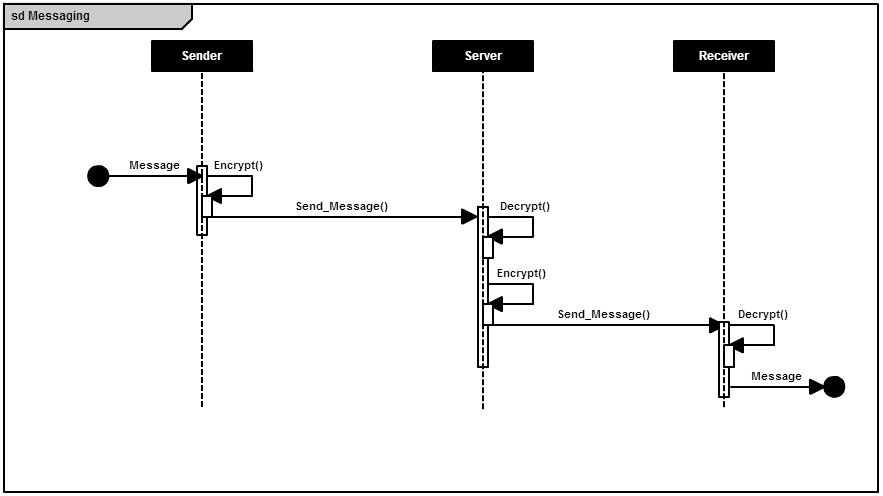 sd Messaging
Sender
Server
Receiver
Message
Encrypt()
Send_Message()
Decrypt()
Encrypt()
Send_Message()
Decrypt()
Message